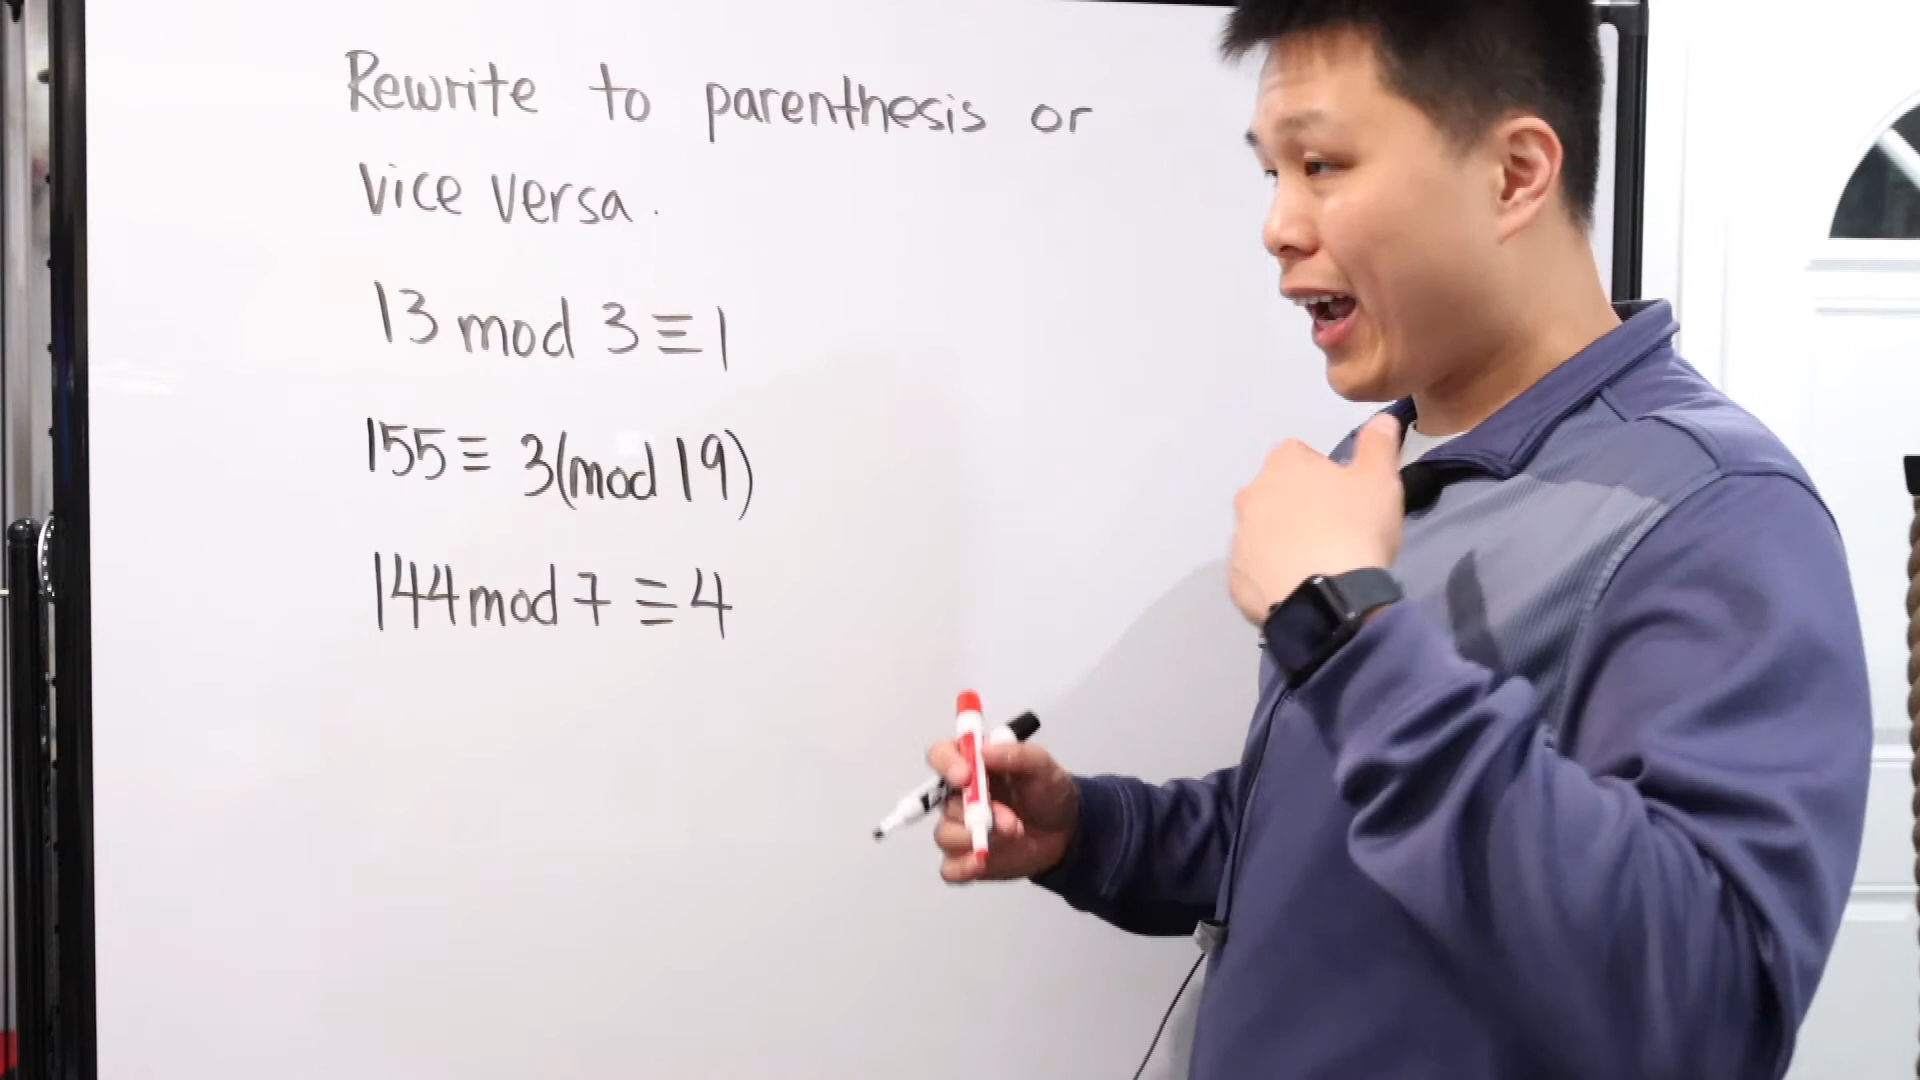 Rewrite to parenthesis or
vice versa.
13 mod 3 ≡ 1
155 ≡ 3(mod 19)
144 mod 7 ≡ 4